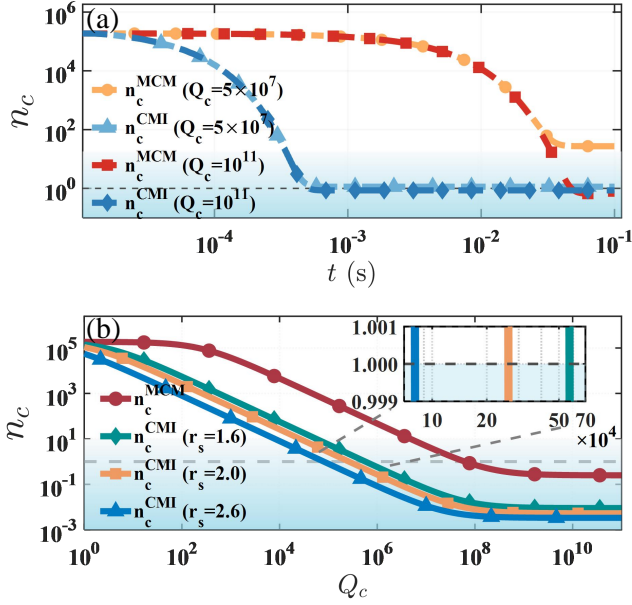 (a)
10^6
10^4
10^2
10^0
n_c
n_c^MCM (Q_c=5×10^7)
n_c^CMI (Q_c=5×10^7)
n_c^MCM (Q_c=10^11)
n_c^CMI (Q_c=10^11)
10^-4
10^-3
10^-2
10^-1
t (s)
(b)
10^5
10^3
10^1
10^-1
10^-3
n_c
n_c^MCM
n_c^CMI (r_s=1.6)
n_c^CMI (r_s=2.0)
n_c^CMI (r_s=2.6)
1.001
1.000
0.999
10
20
50
70
×10^4
10^0
10^2
10^4
10^6
10^8
10^10
Q_c